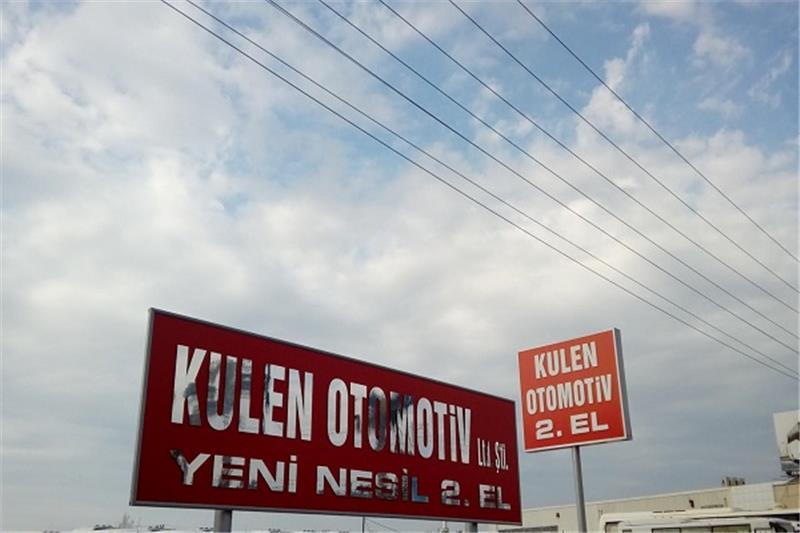 KULEN OTOMOTİV Ltd. Şti.
YENİ NESİL 2. EL
KULEN
OTOMOTİV
2. EL